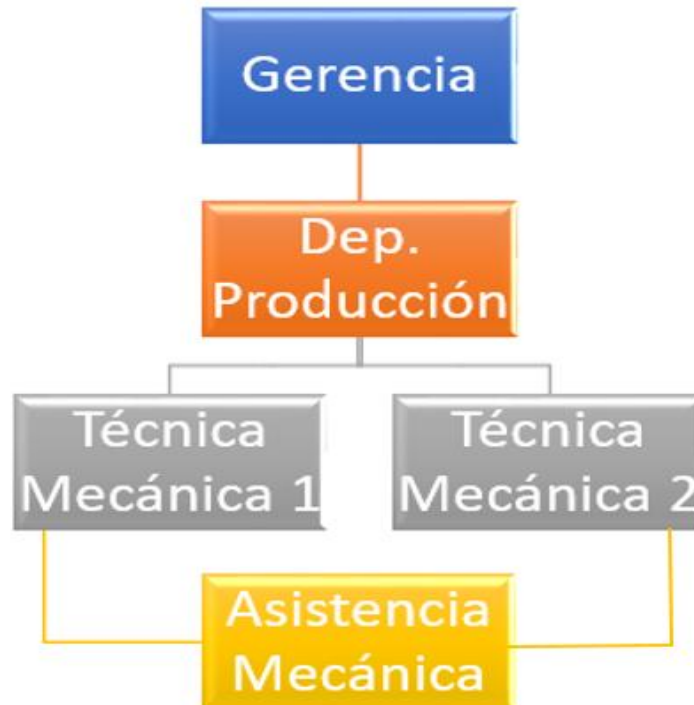 Gerencia
Dep.
Producción
Técnica
Mecánica 1
Técnica
Mecánica 2
Asistencia
Mecánica